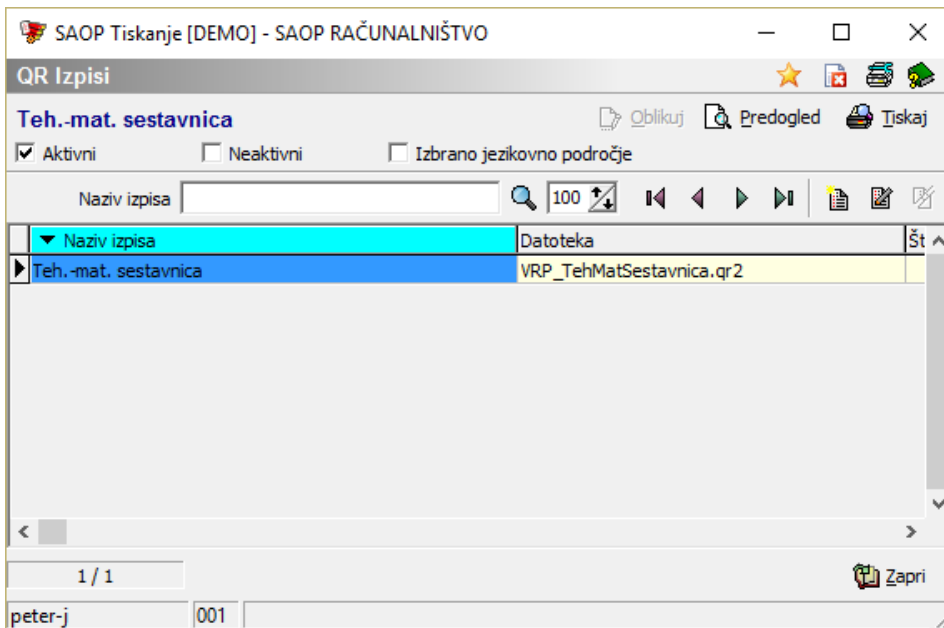 SAOP Tiskanje [DEMO] - SAOP RAČUNALNIŠTVO
QR Izpisi
Teh.-mat. sestavnica Oblikuj Predogled Tiskaj
Aktivni Neaktivni Izbrano jezikovno področje
Naziv izpisa 100
Naziv izpisa Datoteka Št
Teh.-mat. sestavnica VRP_TehMatSestavnica.qr2
1 / 1 Zapri
peter-j 001